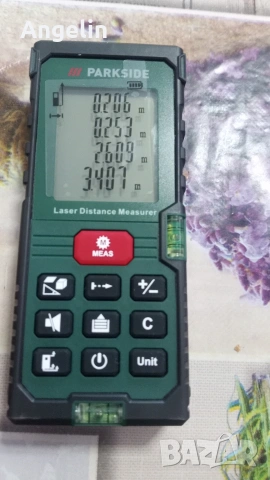 Angelin
PARKSIDE
0.206 m
0.253 m
2.609 m
3.407 m
Laser Distance Measurer
MEAS
+/-
C
Unit
BAZAR